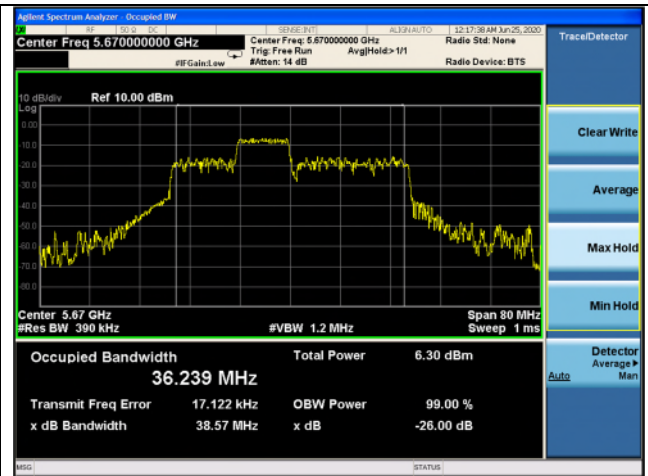 Agilent Spectrum Analyzer - Occupied BW
RF 50 Ω DC SENSE:INT ALIGN AUTO 12:17:38 AM Jun 25, 2020
Center Freq 5.670000000 GHz
Center Freq: 5.670000000 GHz
Radio Std: None
Trig: Free Run Avg|Hold:>1/1
#IFGain:Low #Atten: 14 dB Radio Device: BTS
Trace/Detector
10 dB/div Ref 10.00 dBm
Log
0.00
-10.0
-20.0
-30.0
-40.0
-50.0
-60.0
-70.0
-80.0
Clear Write
Average
Max Hold
Min Hold
Center 5.67 GHz Span 80 MHz
#Res BW 390 kHz #VBW 1.2 MHz Sweep 1 ms
Detector
Average▶
Auto Man
Occupied Bandwidth Total Power 6.30 dBm
36.239 MHz
Transmit Freq Error 17.122 kHz OBW Power 99.00 %
x dB Bandwidth 38.57 MHz x dB -26.00 dB
MSG STATUS